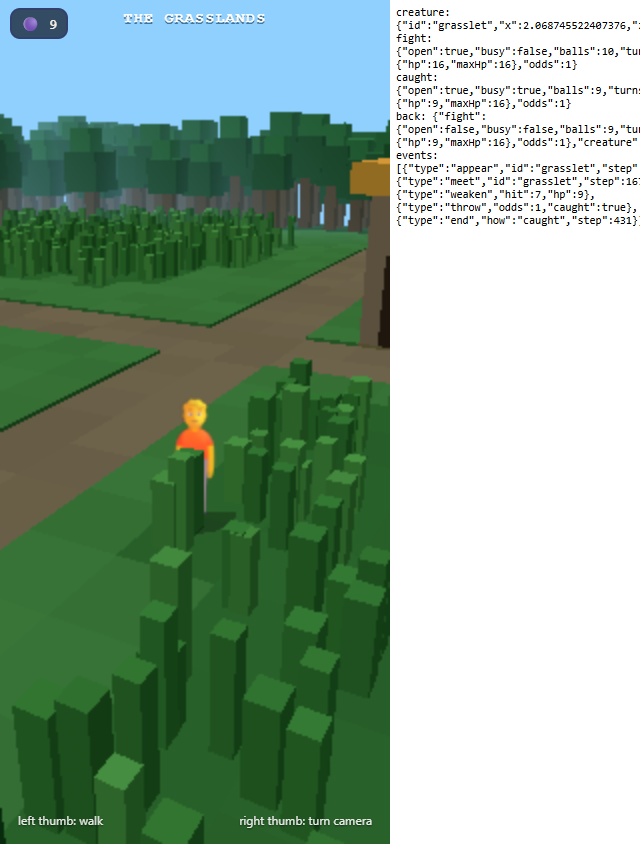 9
THE GRASSLANDS
left thumb: walk
right thumb: turn camera
creature:
{"id":"grasslet","x":2.068745522407376,
fight:
{"open":true,"busy":false,"balls":10,
{"hp":16,"maxHp":16},"odds":1}
caught:
{"open":true,"busy":true,"balls":9,
{"hp":9,"maxHp":16},"odds":1}
back: {"fight":
{"open":false,"busy":false,"balls":9,
{"hp":9,"maxHp":16},"odds":1},"creature"
events:
[{"type":"appear","id":"grasslet","step"
{"type":"meet","id":"grasslet","step":
{"type":"weaken","hit":7,"hp":9},
{"type":"throw","odds":1,"caught":true},
{"type":"end","how":"caught","step":431}